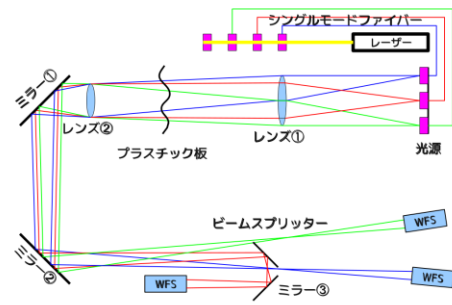 シングルモードファイバー
レーザー
ミラー①
レンズ②
プラスチック板
レンズ①
光源
ビームスプリッター
WFS
ミラー②
WFS
WFS
ミラー③